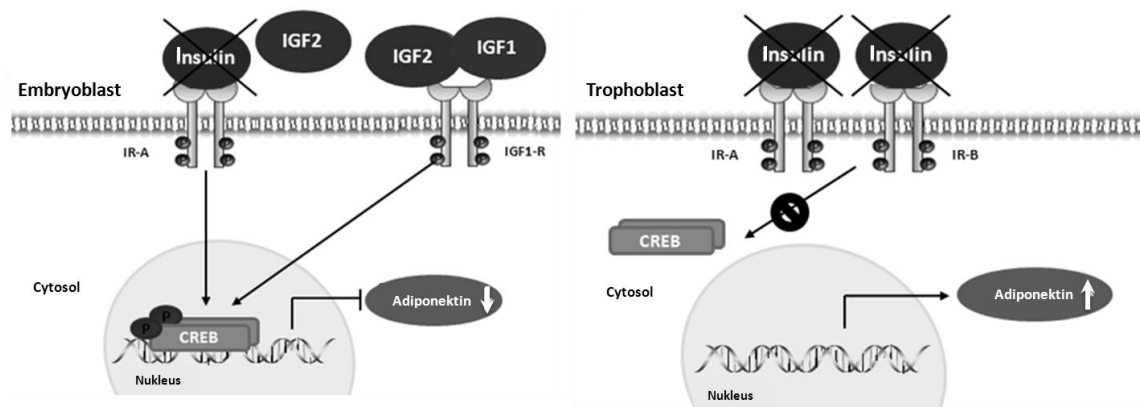 Embryoblast
Insulin
IGF2
IGF2
IGF1
IR-A
IGF1-R
Cytosol
P
P
CREB
Adiponektin
Nukleus
Trophoblast
Insulin
Insulin
IR-A
IR-B
CREB
Cytosol
Adiponektin
Nukleus